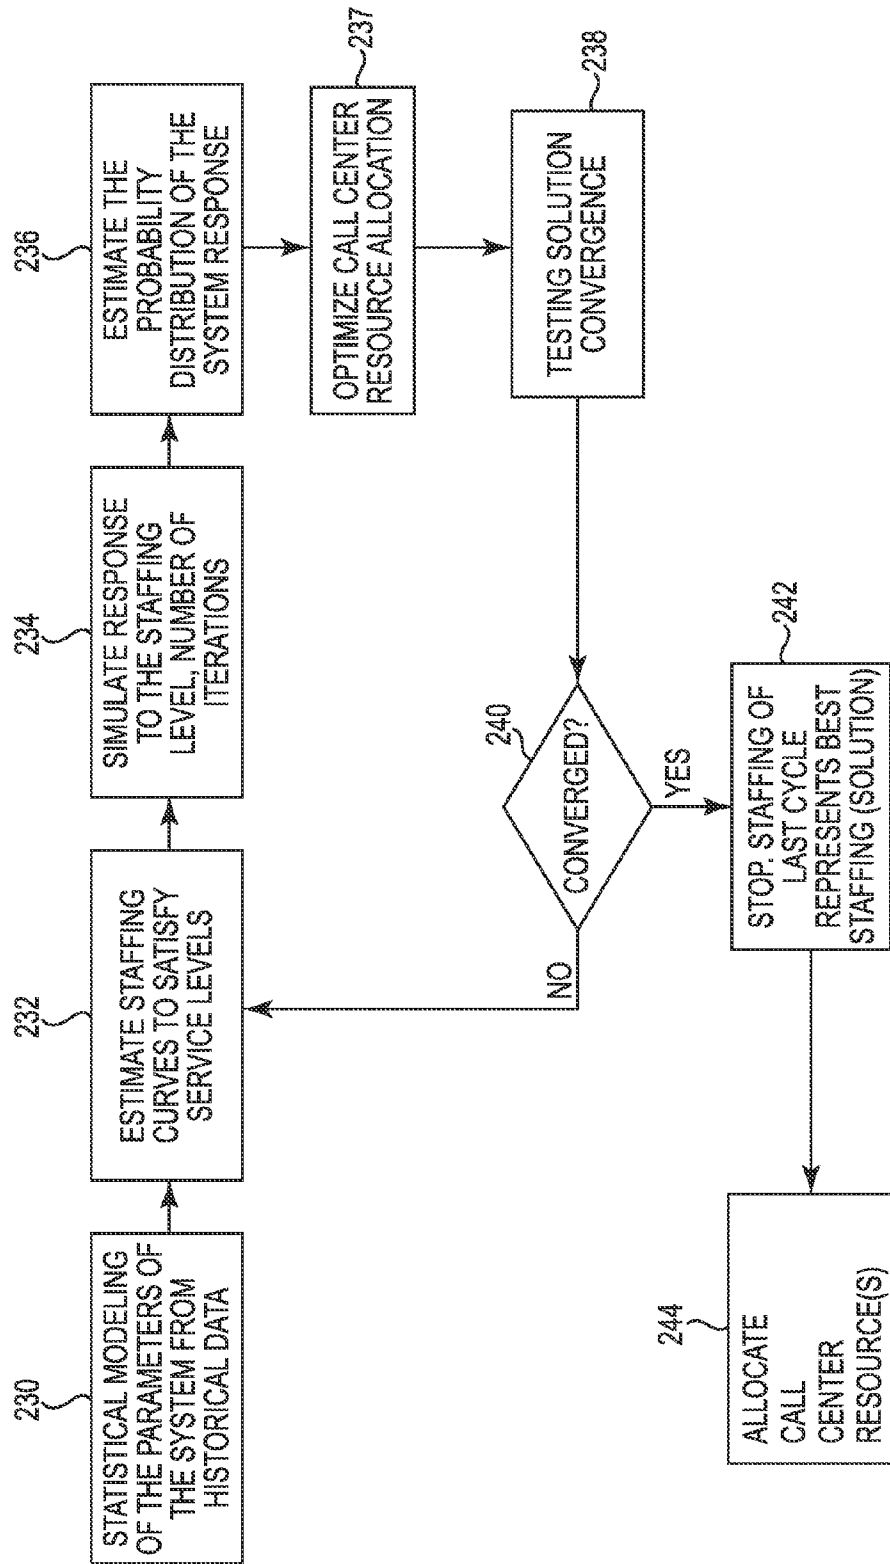 230
STATISTICAL MODELING
OF THE PARAMETERS OF
THE SYSTEM FROM
HISTORICAL DATA
232
ESTIMATE STAFFING
CURVES TO SATISFY
SERVICE LEVELS
234
SIMULATE RESPONSE
TO THE STAFFING
LEVEL, NUMBER OF
ITERATIONS
236
ESTIMATE THE
PROBABILITY
DISTRIBUTION OF THE
SYSTEM RESPONSE
237
OPTIMIZE CALL CENTER
RESOURCE ALLOCATION
238
TESTING SOLUTION
CONVERGENCE
240
CONVERGED?
NO
YES
242
STOP. STAFFING OF
LAST CYCLE
REPRESENTS BEST
STAFFING (SOLUTION)
244
ALLOCATE
CALL
CENTER
RESOURCE(S)